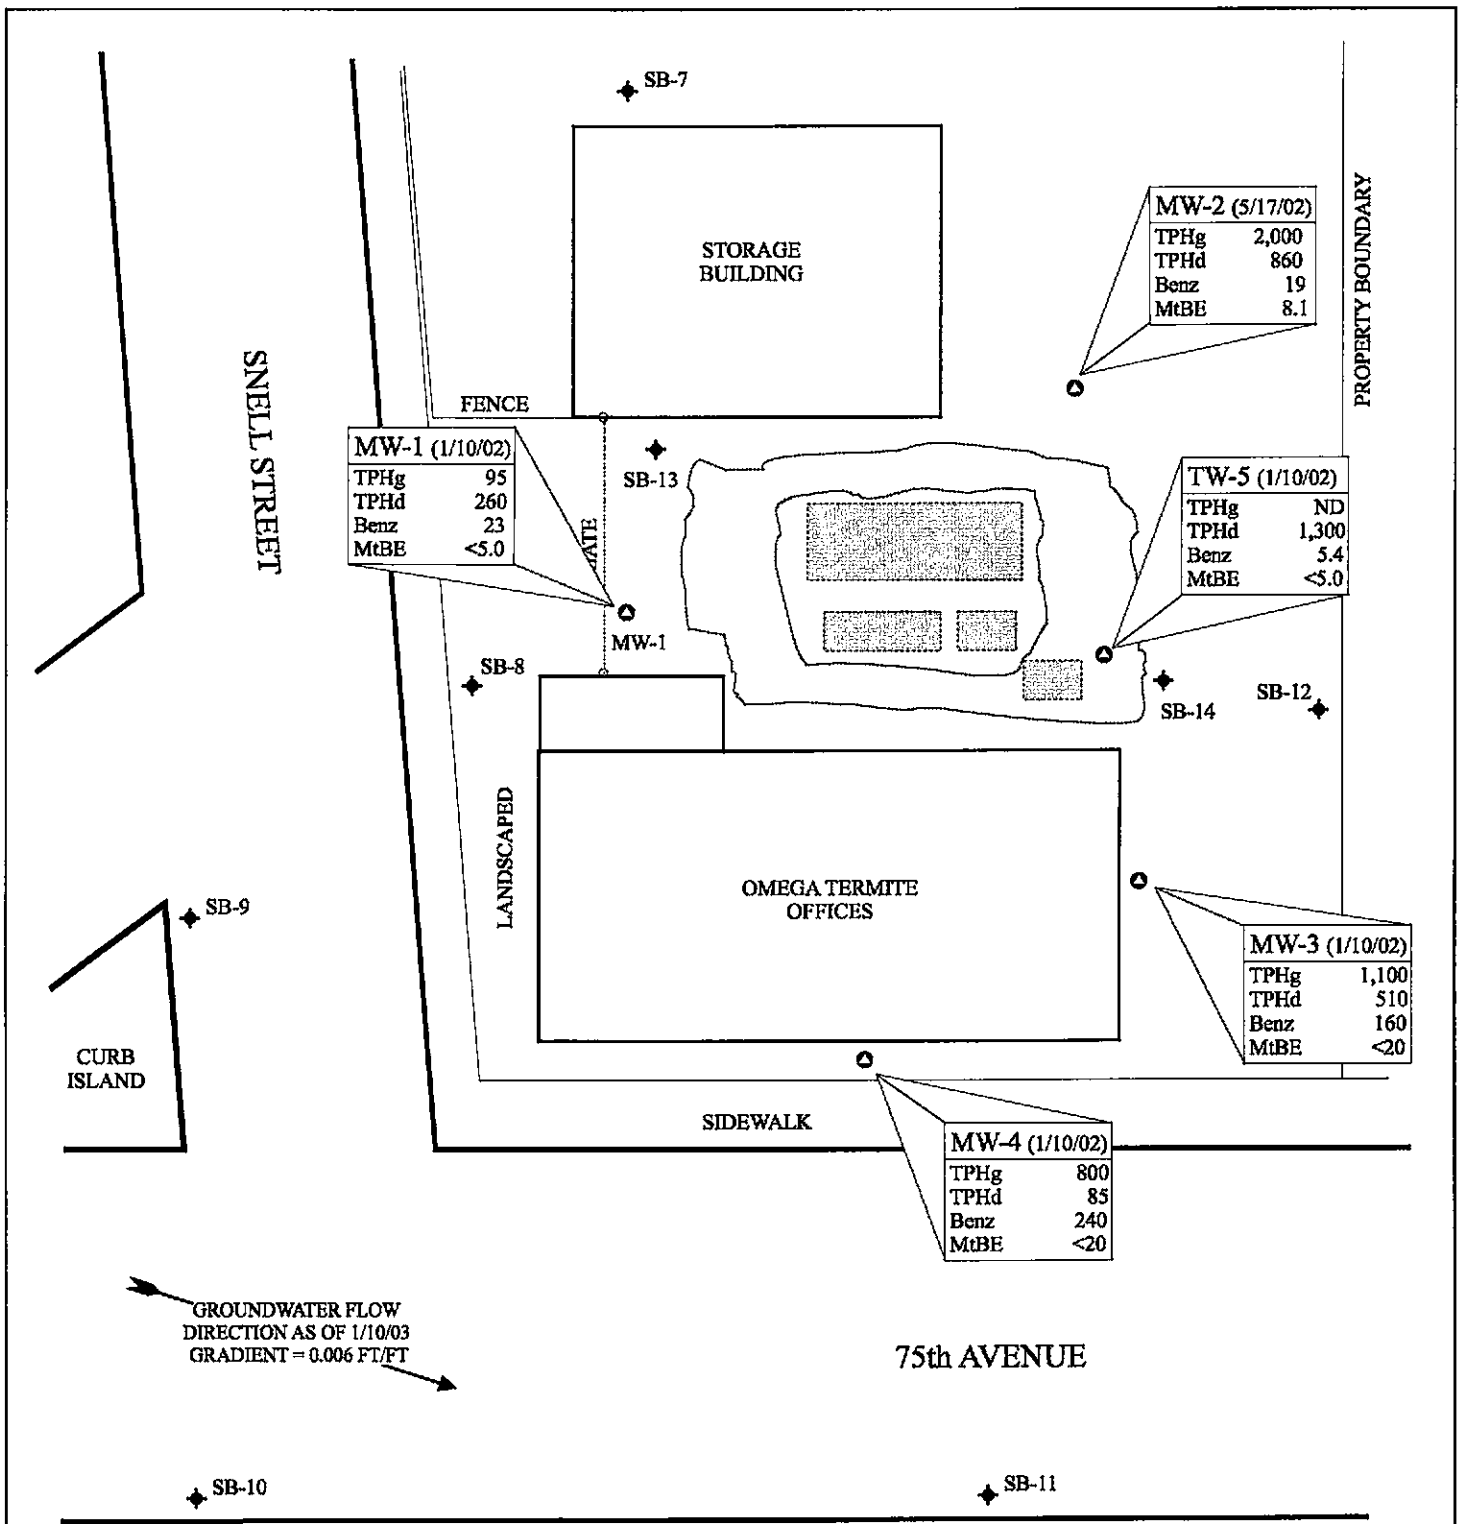 SB-7
MW-2 (5/17/02)
TPHg 2,000
TPHd 860
Benz 19
MtBE 8.1
PROPERTY BOUNDARY
STORAGE
BUILDING
SNELL STREET
FENCE
MW-1 (1/10/02)
TPHg 95
TPHd 260
Benz 23
MtBE <5.0
SB-13
TW-5 (1/10/02)
TPHg ND
TPHd 1,300
Benz 5.4
MtBE <5.0
MW-1
SB-8
SB-14
SB-12
LANDSCAPED
OMEGA TERMITE
OFFICES
SB-9
MW-3 (1/10/02)
TPHg 1,100
TPHd 510
Benz 160
MtBE <20
CURB
ISLAND
SIDEWALK
MW-4 (1/10/02)
TPHg 800
TPHd 85
Benz 240
MtBE <20
GROUNDWATER FLOW
DIRECTION AS OF 1/10/03
GRADIENT = 0.006 FT/FT
75th AVENUE
SB-10
SB-11